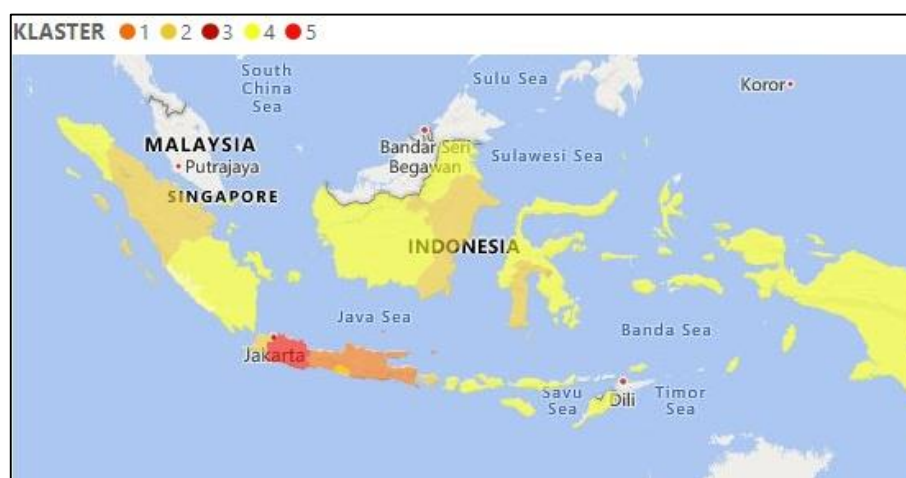 KLASTER 1 2 3 4 5
South
China
Sea
Sulu Sea
Koror
MALAYSIA
Putrajaya
Bandar Seri
Begawan
Sulawesi Sea
SINGAPORE
INDONESIA
Java Sea
Banda Sea
Jakarta
Savu
Sea
Dili
Timor
Sea